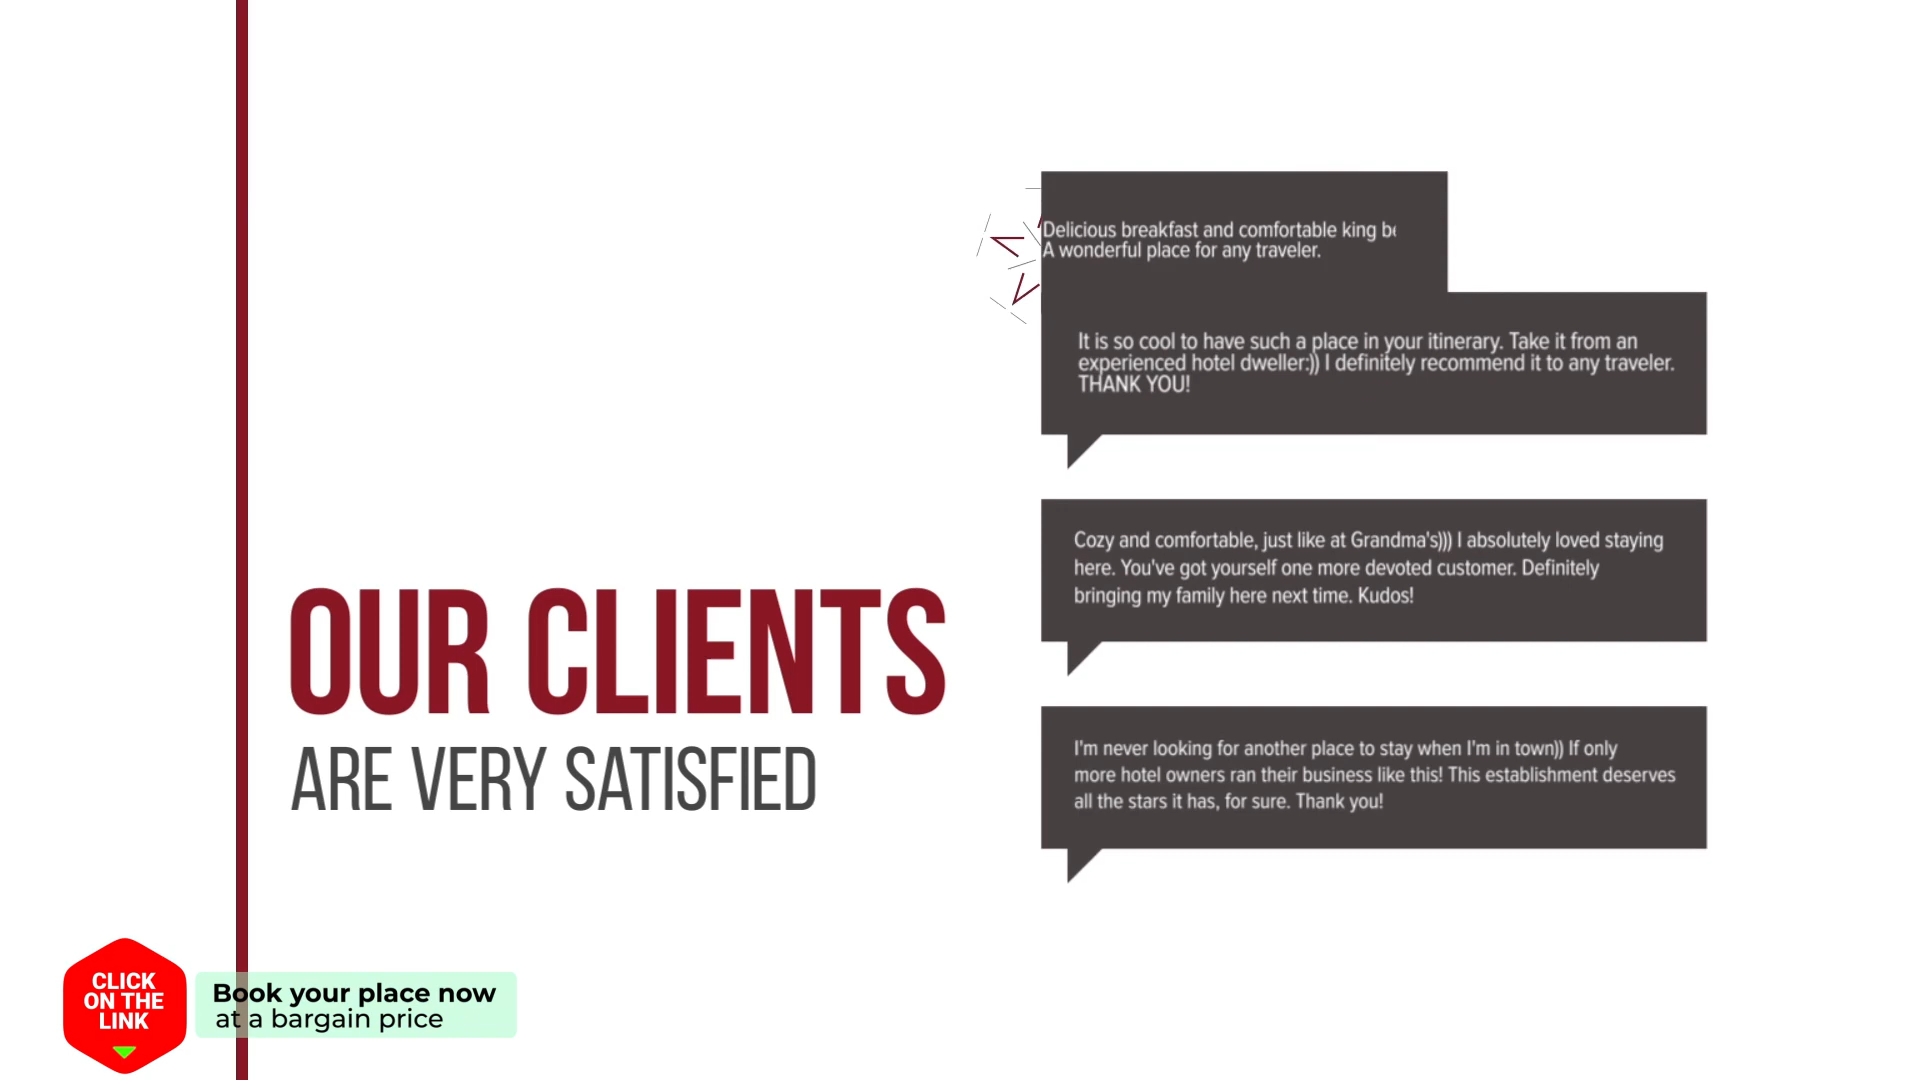 Delicious breakfast and comfortable king
A wonderful place for any traveler.
It is so cool to have such a place in your itinerary. Take it from an
experienced hotel dweller:)) I definitely recommend it to any traveler.
THANK YOU!
Cozy and comfortable, just like at Grandma's))) I absolutely loved staying
here. You've got yourself one more devoted customer. Definitely
bringing my family here next time. Kudos!
OUR CLIENTS
ARE VERY SATISFIED
I'm never looking for another place to stay when I'm in town)) If only
more hotel owners ran their business like this! This establishment deserves
all the stars it has, for sure. Thank you!
CLICK
ON THE
LINK
Book your place now
at a bargain price